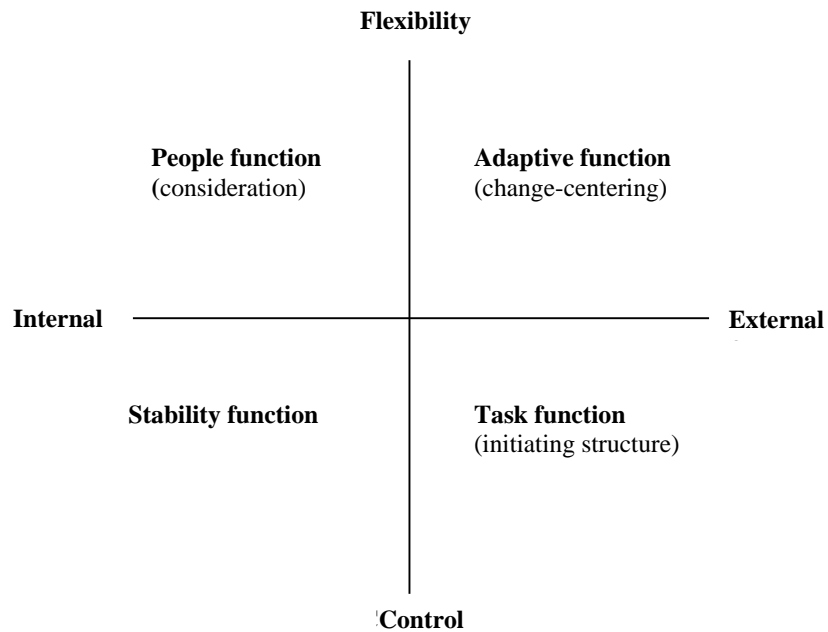 Flexibility
People function
(consideration)
Adaptive function
(change-centering)
Internal
External
Stability function
Task function
(initiating structure)
Control